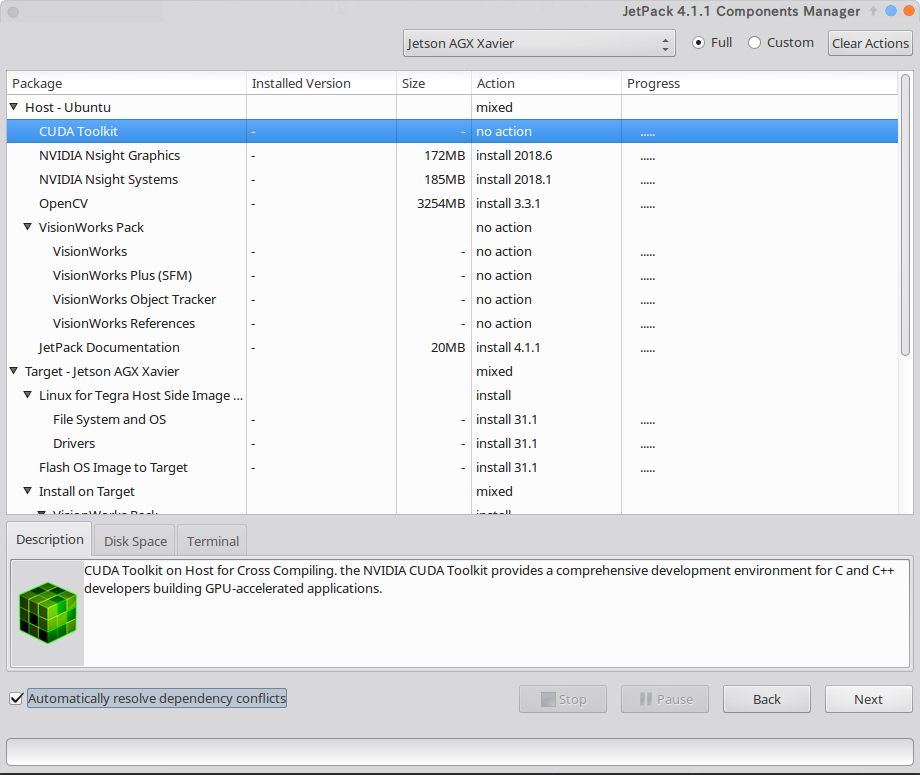 JetPack 4.1.1 Components Manager
Jetson AGX Xavier Full Custom Clear Actions
Package Installed Version Size Action Progress
Host - Ubuntu mixed
CUDA Toolkit - - no action .....
NVIDIA Nsight Graphics - 172MB install 2018.6 .....
NVIDIA Nsight Systems - 185MB install 2018.1 .....
OpenCV - 3254MB install 3.3.1 .....
VisionWorks Pack no action
VisionWorks - - no action .....
VisionWorks Plus (SFM) - - no action .....
VisionWorks Object Tracker - - no action .....
VisionWorks References - - no action .....
JetPack Documentation - 20MB install 4.1.1 .....
Target - Jetson AGX Xavier mixed
Linux for Tegra Host Side Image ... install
File System and OS - - install 31.1 .....
Drivers - - install 31.1 .....
Flash OS Image to Target - - install 31.1 .....
Install on Target mixed
VisionWorks Pack install
Description Disk Space Terminal
CUDA Toolkit on Host for Cross Compiling. the NVIDIA CUDA Toolkit provides a comprehensive development environment for C and C++
developers building GPU-accelerated applications.
Automatically resolve dependency conflicts Stop Pause Back Next